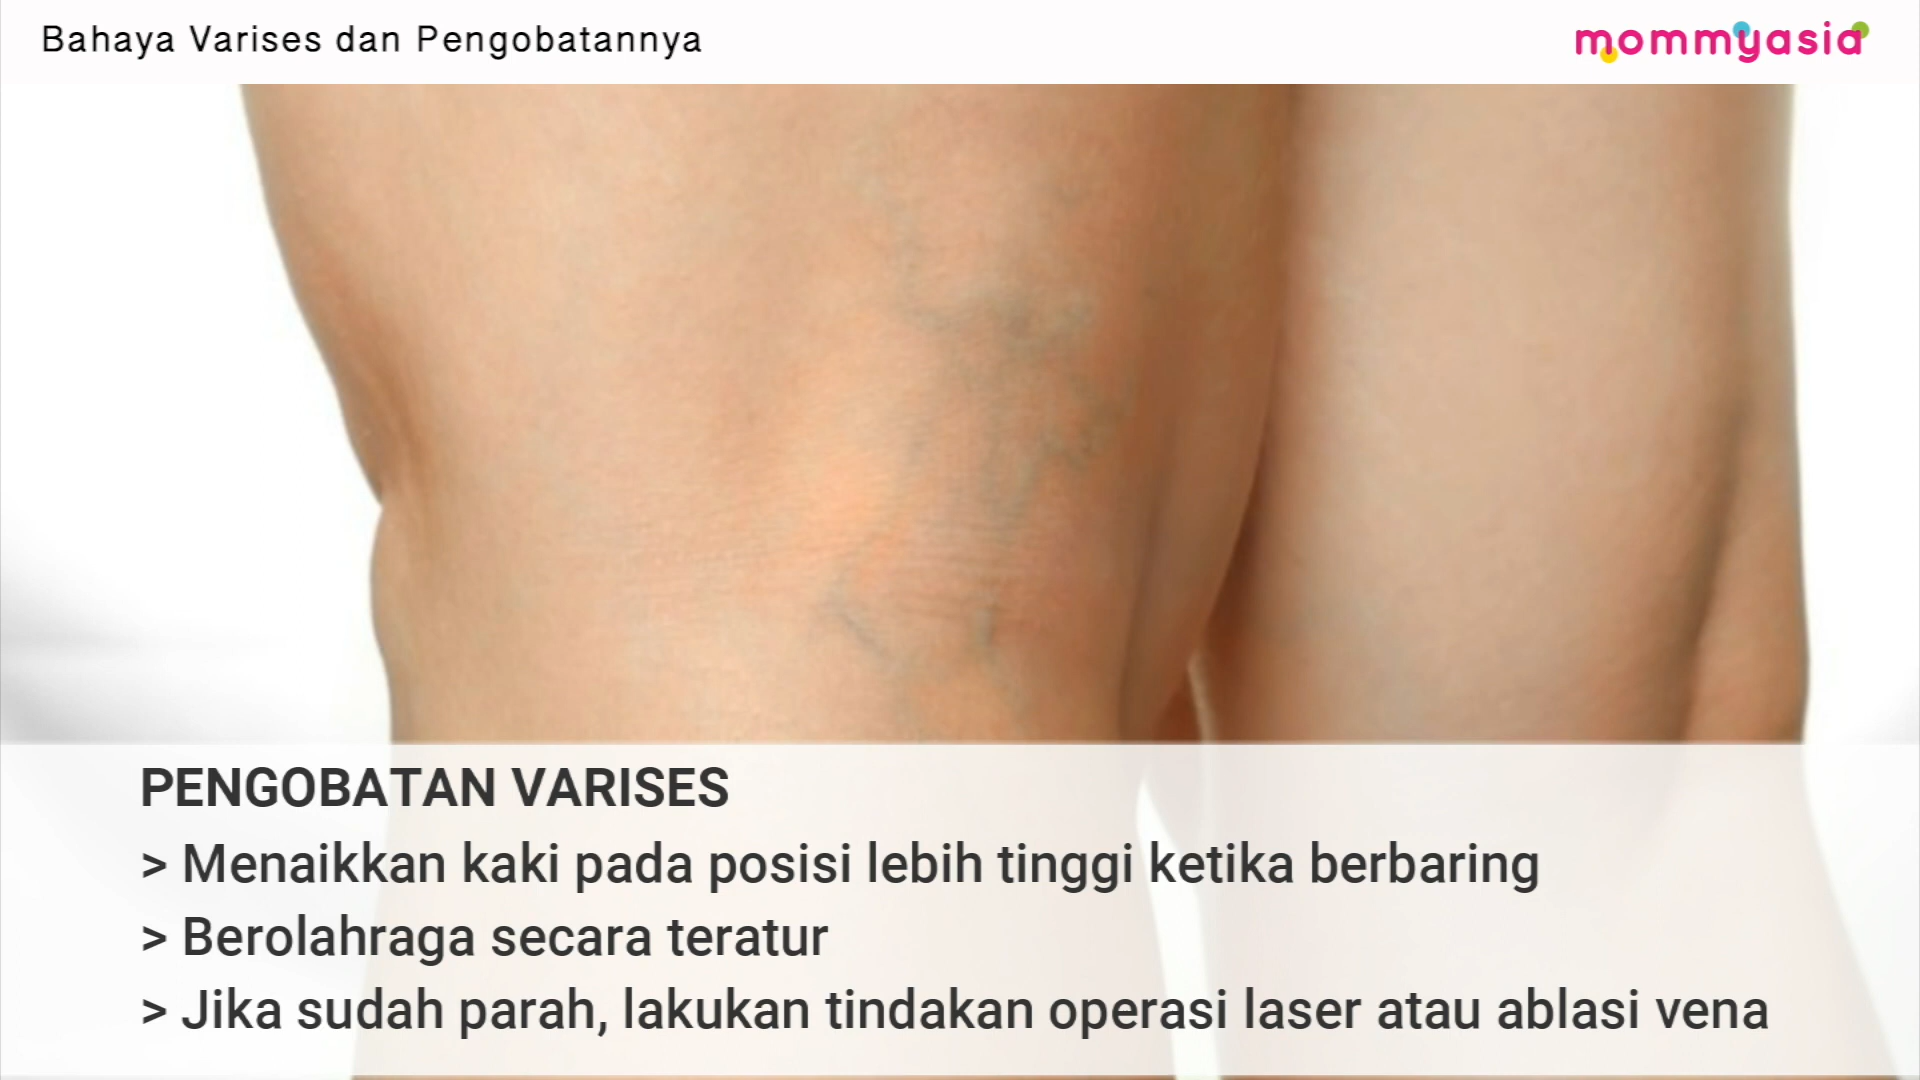 Bahaya Varises dan Pengobatannya
mommyasia
PENGOBATAN VARISES
> Menaikkan kaki pada posisi lebih tinggi ketika berbaring
> Berolahraga secara teratur
> Jika sudah parah, lakukan tindakan operasi laser atau ablasi vena